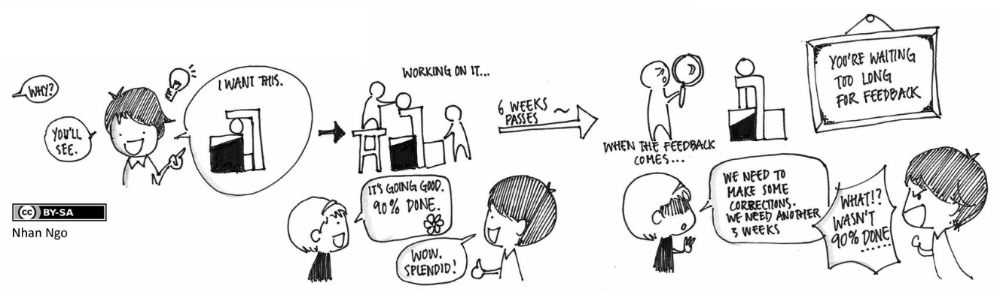 WHY?
YOU'LL
SEE.
I WANT THIS.
WORKING ON IT...
IT'S GOING GOOD.
90% DONE.
WOW.
SPLENDID!
6 WEEKS
PASSES ~
WHEN THE FEEDBACK
COMES...
YOU'RE WAITING
TOO LONG
FOR FEEDBACK
WE NEED TO
MAKE SOME
CORRECTIONS.
WE NEED ANOTHER
3 WEEKS
WHAT!?
WASN'T
90% DONE
......
cc BY-SA
Nhan Ngo